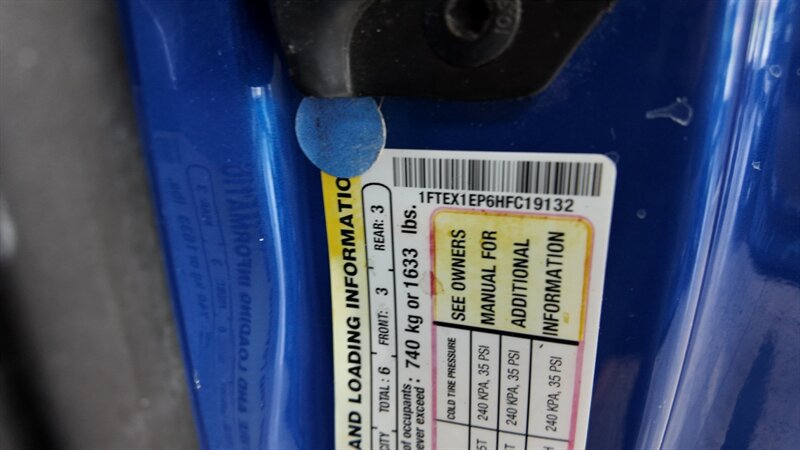 1FTEX1EP6HFC19132
AND LOADING INFORMATIO
CITY TOTAL : 6 FRONT: 3 REAR: 3
of occupants
ever exceed : 740 kg or 1633 lbs.
SEE OWNERS
MANUAL FOR
ADDITIONAL
INFORMATION
COLD TIRE PRESSURE
240 KPA, 35 PSI
240 KPA, 35 PSI
240 KPA, 35 PSI